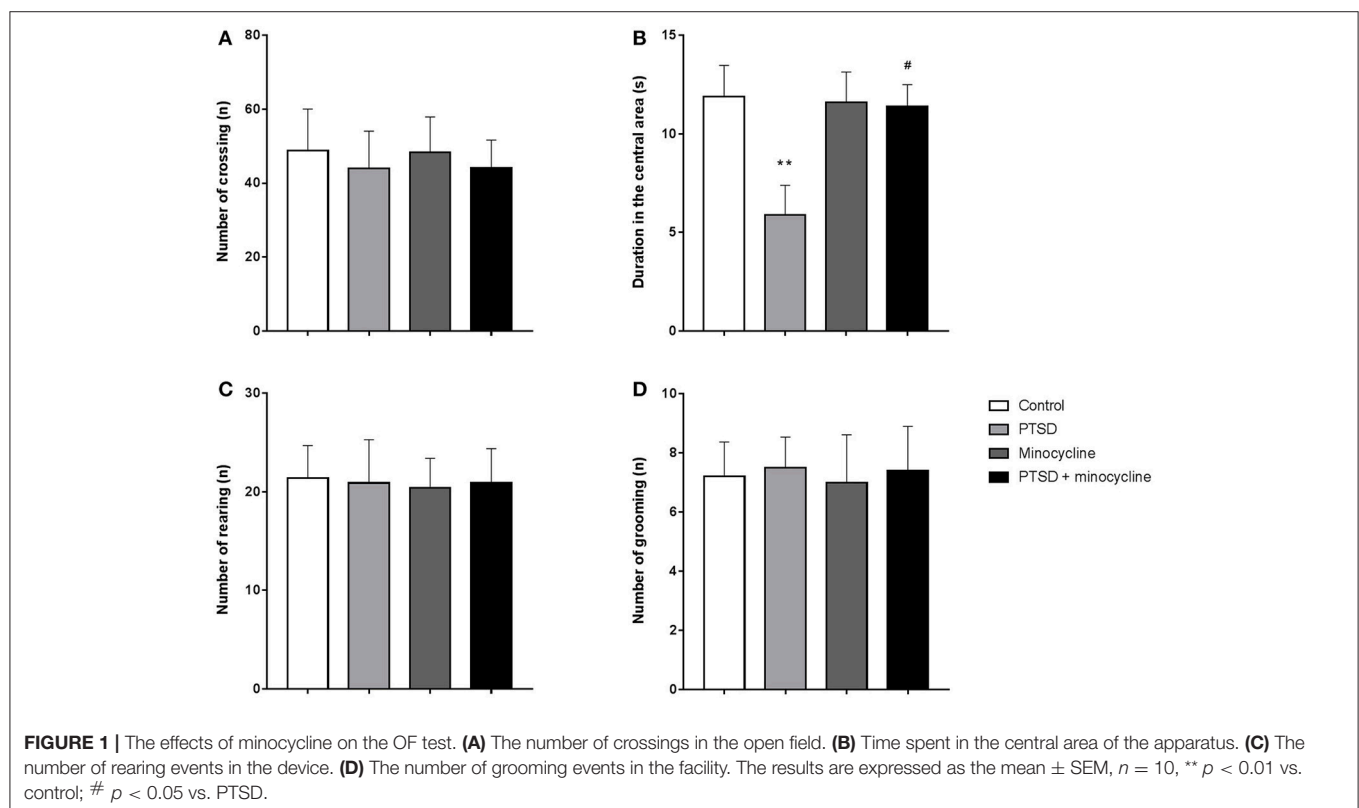 A
80
60
40
20
0
Number of crossing (n)
B
15
10
5
0
Duration in the central area (s)
**
#
C
30
20
10
0
Number of rearing (n)
D
10
8
6
4
2
0
Number of grooming (n)
Control
PTSD
Minocycline
PTSD + minocycline
FIGURE 1 | The effects of minocycline on the OF test. (A) The number of crossings in the open field. (B) Time spent in the central area of the apparatus. (C) The
number of rearing events in the device. (D) The number of grooming events in the facility. The results are expressed as the mean ± SEM, n = 10, ** p < 0.01 vs.
control; # p < 0.05 vs. PTSD.